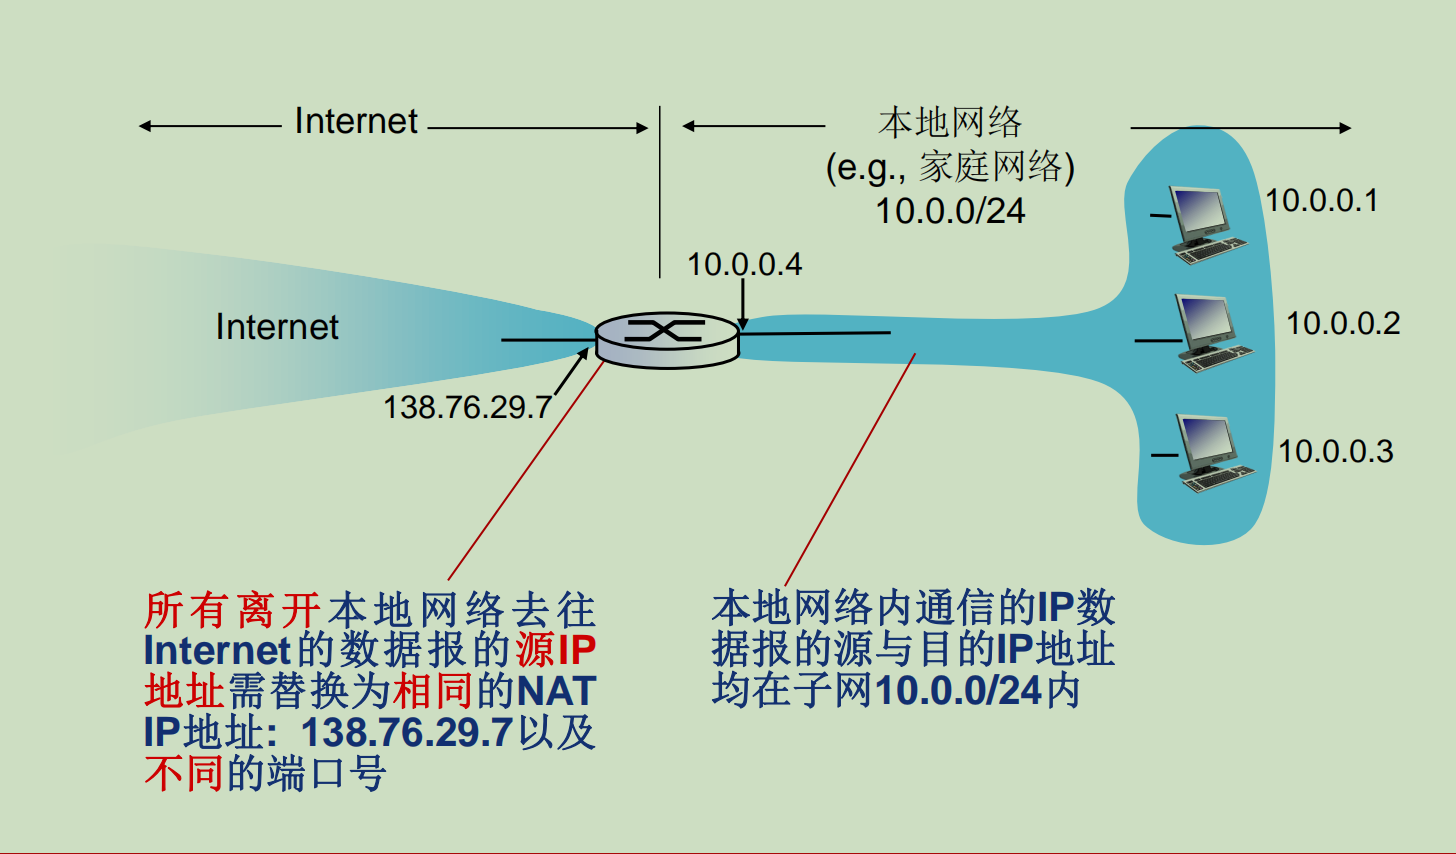 Internet
本地网络
(e.g., 家庭网络)
10.0.0/24
10.0.0.1
10.0.0.4
Internet
10.0.0.2
138.76.29.7
10.0.0.3
所有离开本地网络去往
Internet的数据报的源IP
地址需替换为相同的NAT
IP地址: 138.76.29.7以及
不同的端口号
本地网络内通信的IP数
据报的源与目的IP地址
均在子网10.0.0/24内